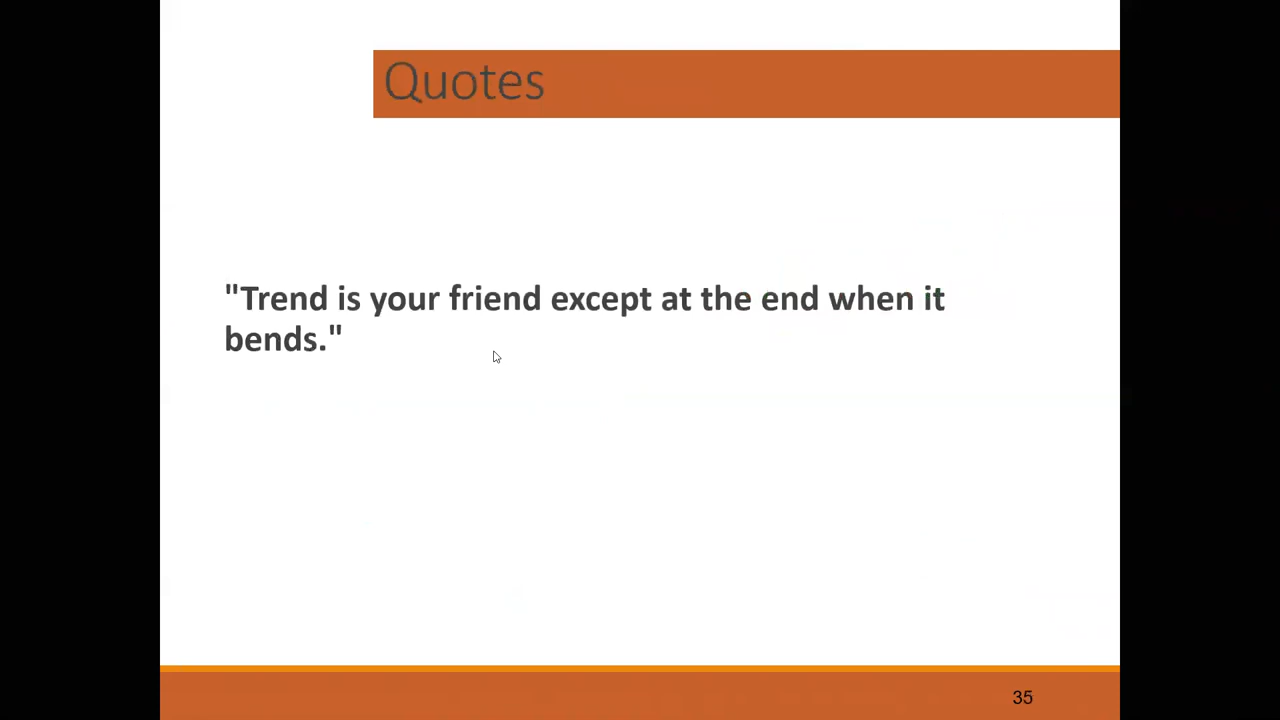 Quotes
"Trend is your friend except at the end when it
bends."
35